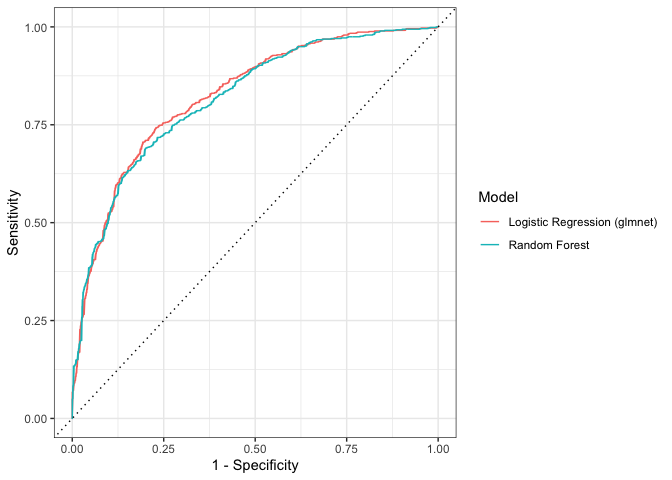 1.00
0.75
0.50
0.25
0.00
Sensitivity
0.00 0.25 0.50 0.75 1.00
1 - Specificity
Model
Logistic Regression (glmnet)
Random Forest